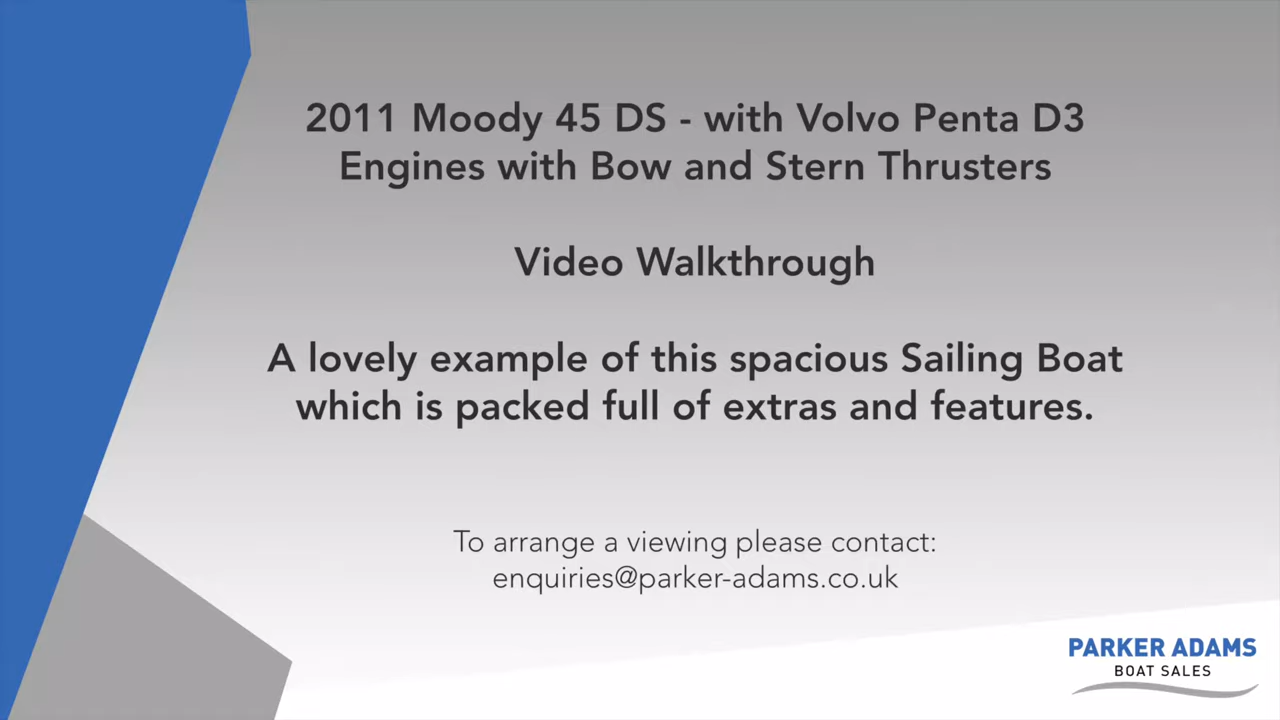 2011 Moody 45 DS - with Volvo Penta D3
Engines with Bow and Stern Thrusters
Video Walkthrough
A lovely example of this spacious Sailing Boat
which is packed full of extras and features.
To arrange a viewing please contact:
enquiries@parker-adams.co.uk
PARKER ADAMS
BOAT SALES